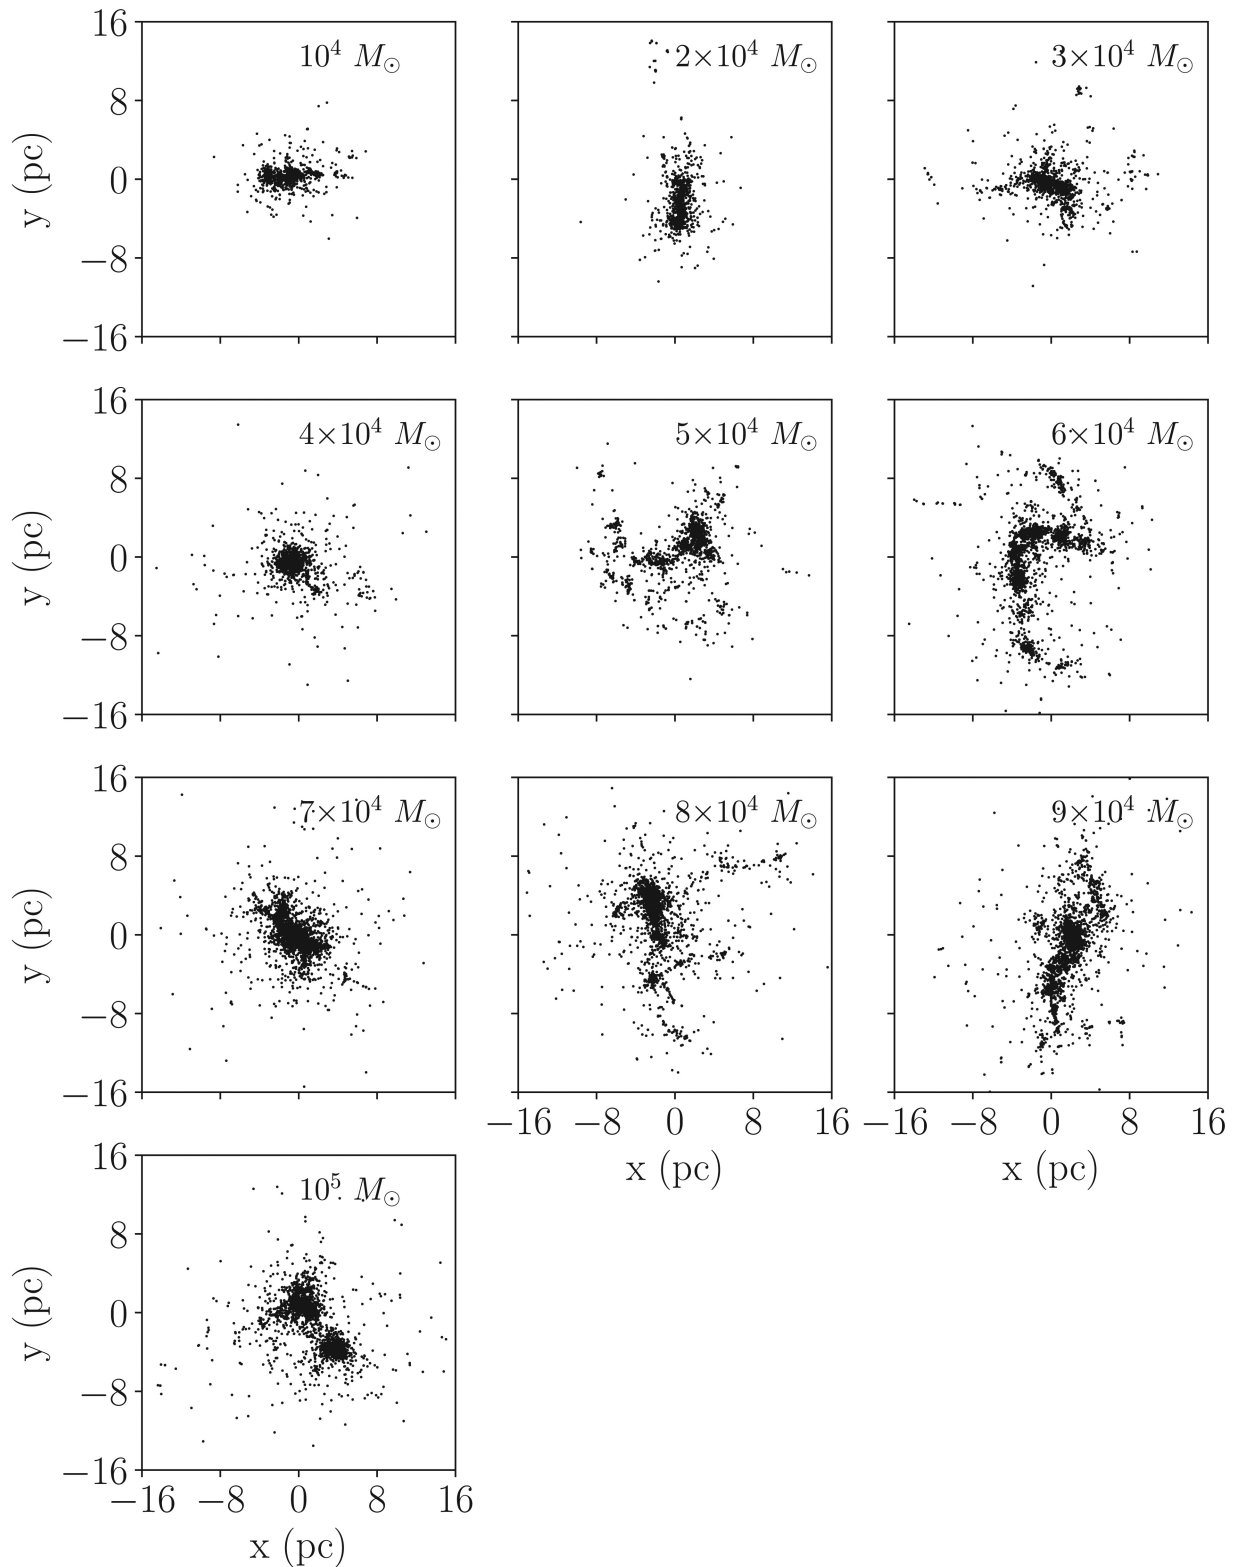 16
8
0
−8
−16
y (pc)
10⁴ M⊙
2×10⁴ M⊙
3×10⁴ M⊙
16
8
0
−8
−16
y (pc)
4×10⁴ M⊙
5×10⁴ M⊙
6×10⁴ M⊙
16
8
0
−8
−16
y (pc)
7×10⁴ M⊙
8×10⁴ M⊙
9×10⁴ M⊙
−16 −8 0 8 16
−16 −8 0 8 16
x (pc)
x (pc)
16
8
0
−8
−16
y (pc)
10⁵ M⊙
−16 −8 0 8 16
x (pc)